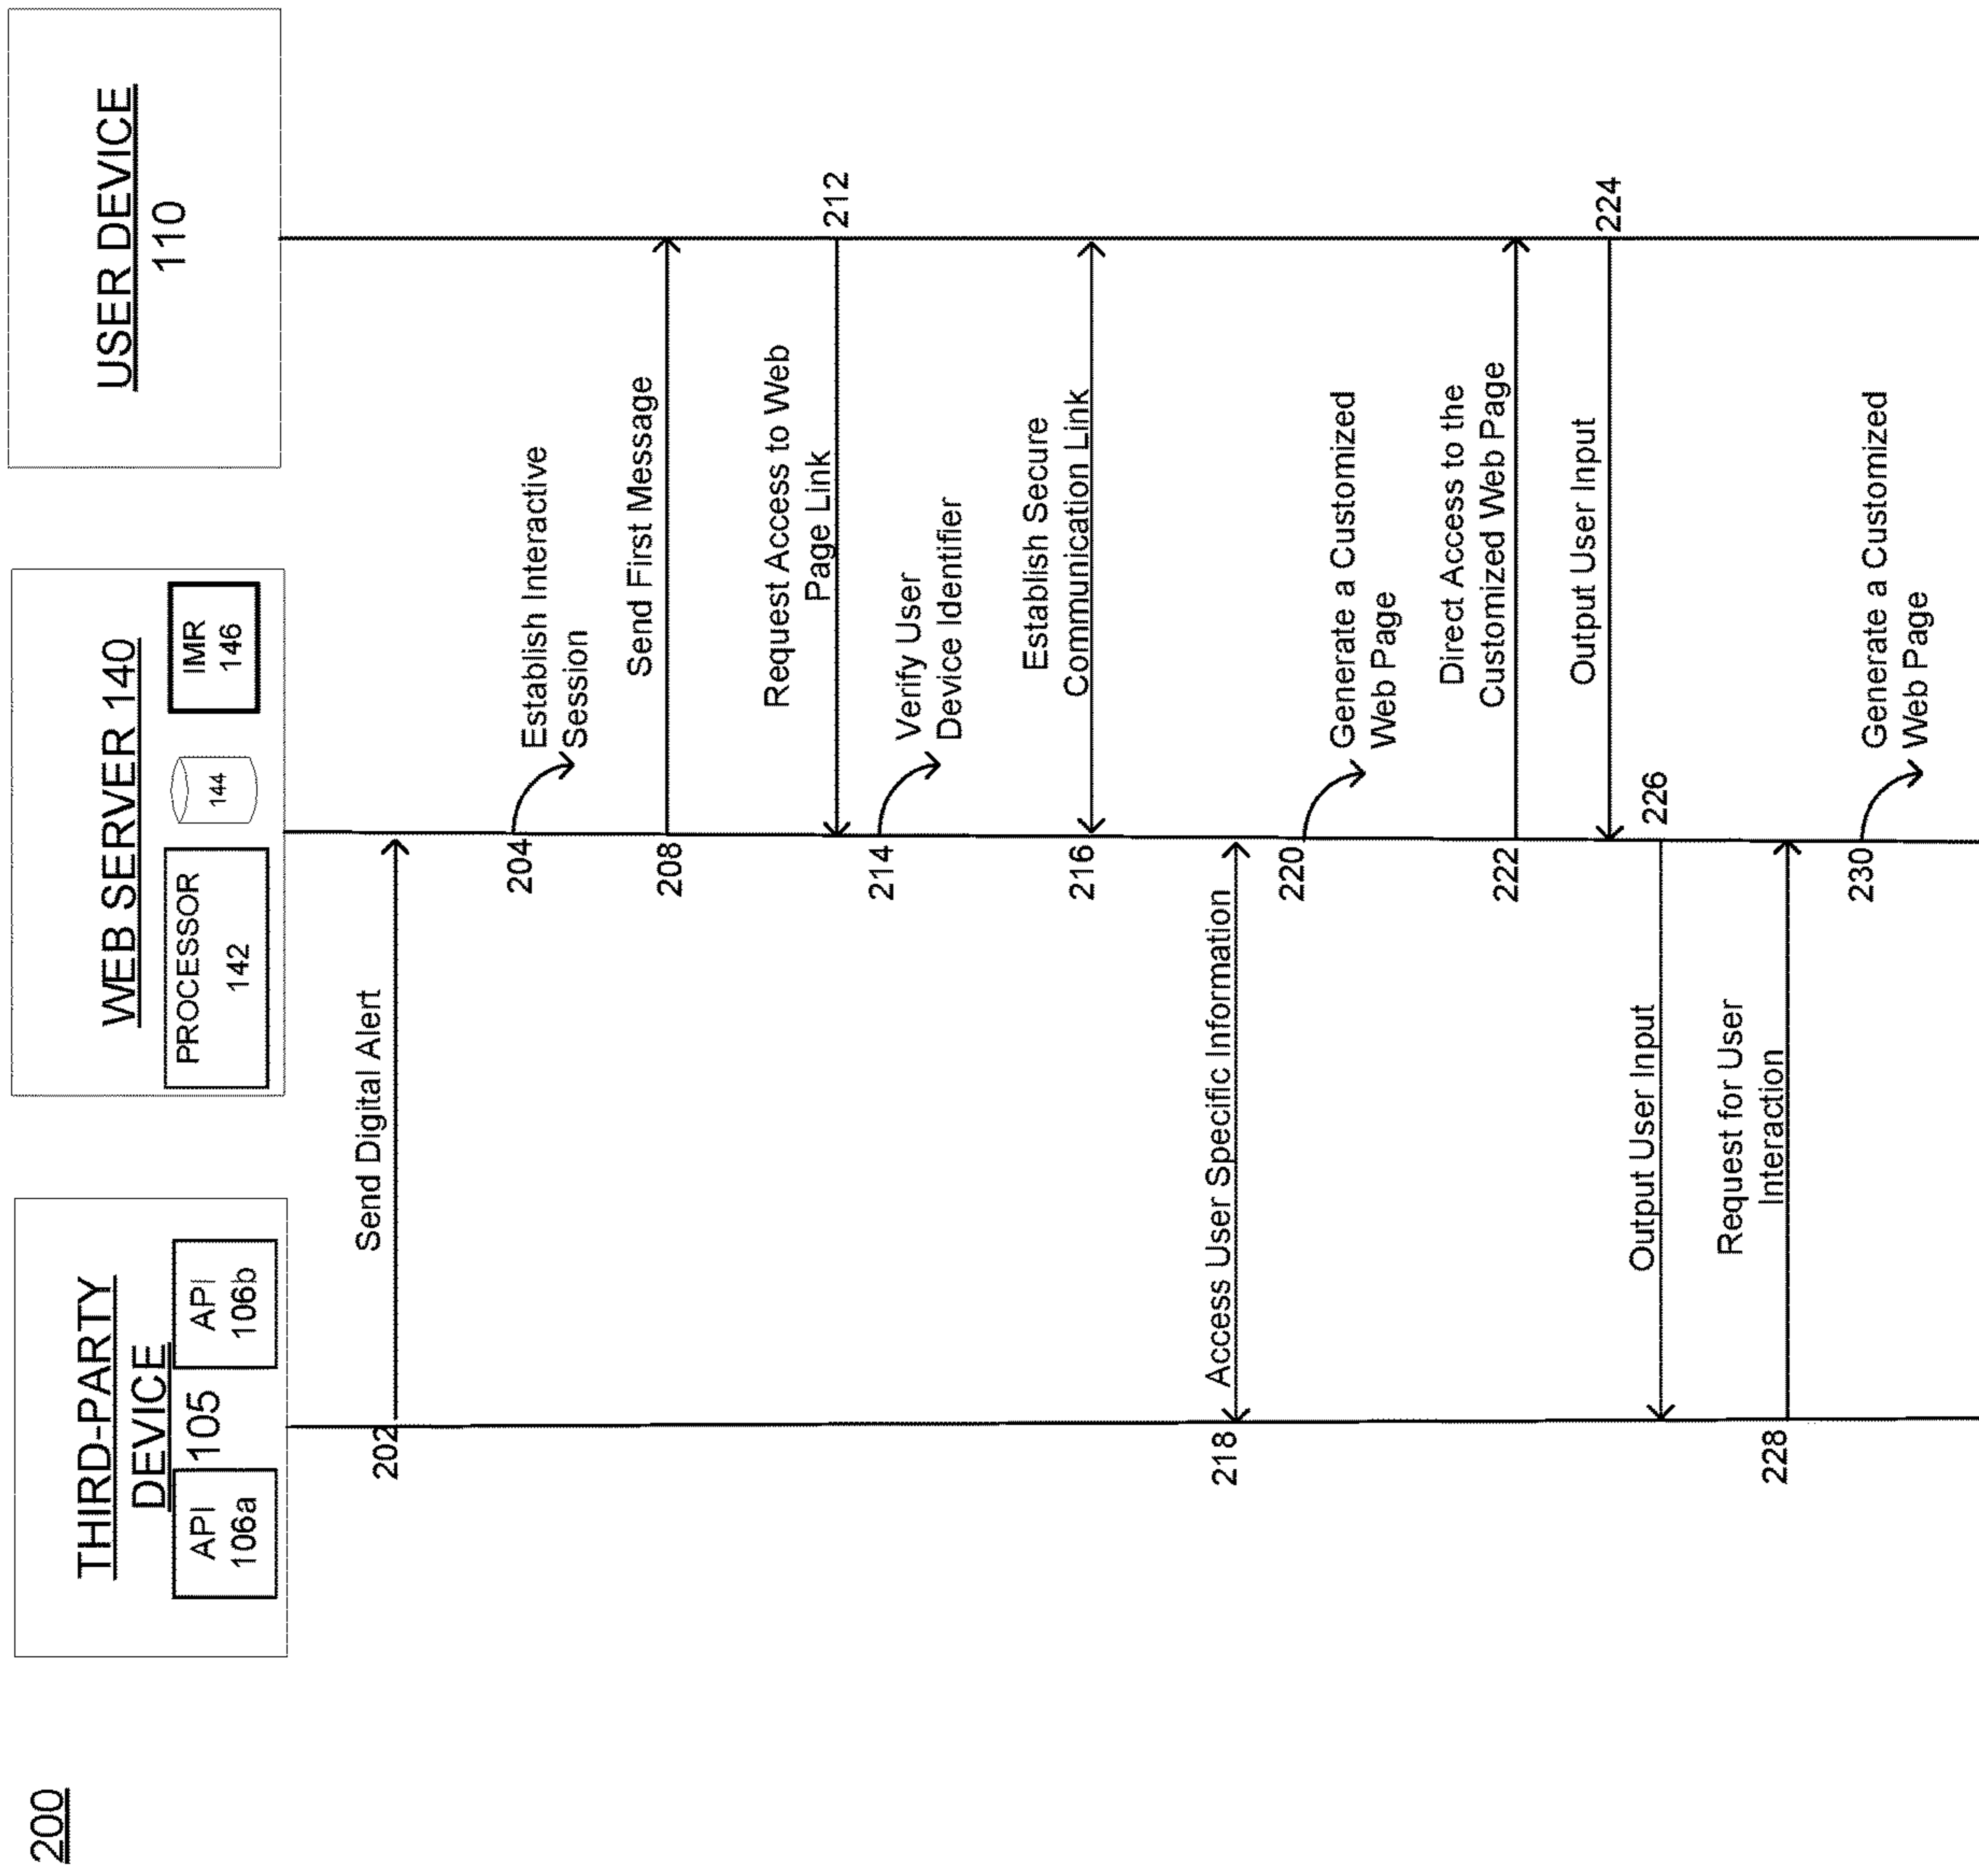 200
THIRD-PARTY
DEVICE
105
API
106a
API
106b
WEB SERVER 140
PROCESSOR
142
144
IMR
146
USER DEVICE
110
202
Send Digital Alert
204
Establish Interactive
Session
208
Send First Message
212
Request Access to Web
Page Link
214
Verify User
Device Identifier
216
Establish Secure
Communication Link
218
Access User Specific Information
220
Generate a Customized
Web Page
222
Direct Access to the
Customized Web Page
224
Output User Input
226
Output User Input
228
Request for User
Interaction
230
Generate a Customized
Web Page